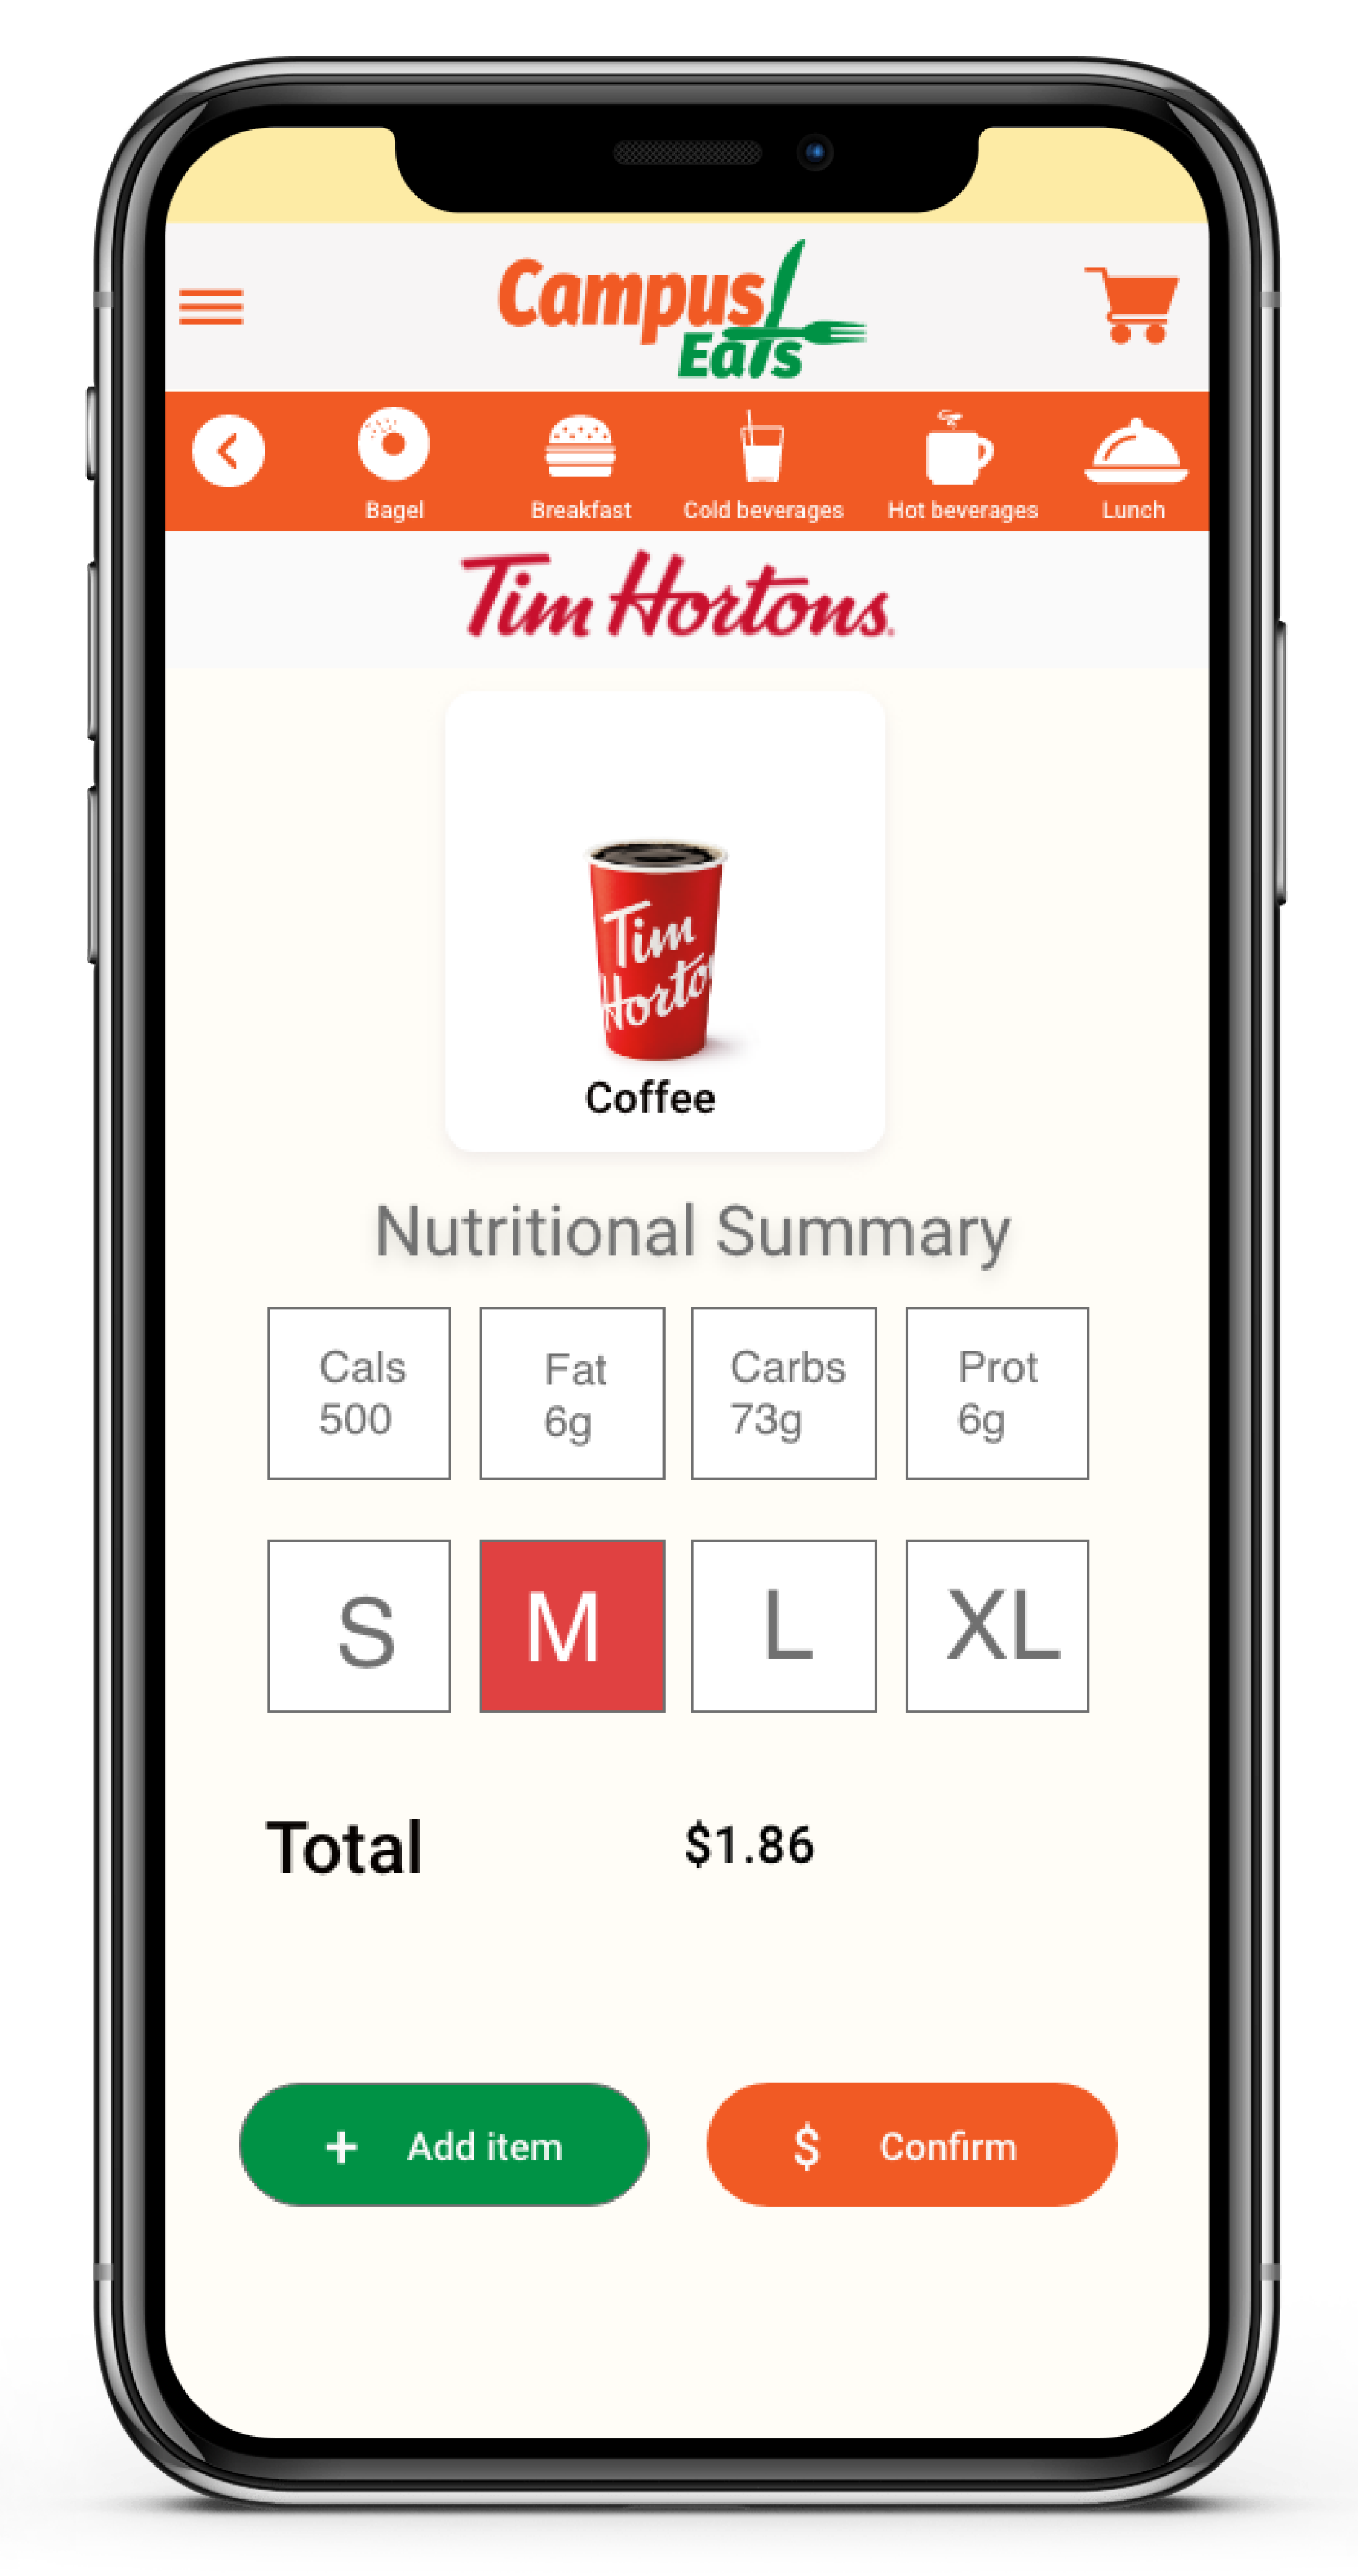 Campus
Eats
Bagel Breakfast Cold beverages Hot beverages Lunch
Tim Hortons
Tim
Horto
Coffee
Nutritional Summary
Cals Fat Carbs Prot
500 6g 73g 6g
S M L XL
Total $1.86
+ Add item $ Confirm